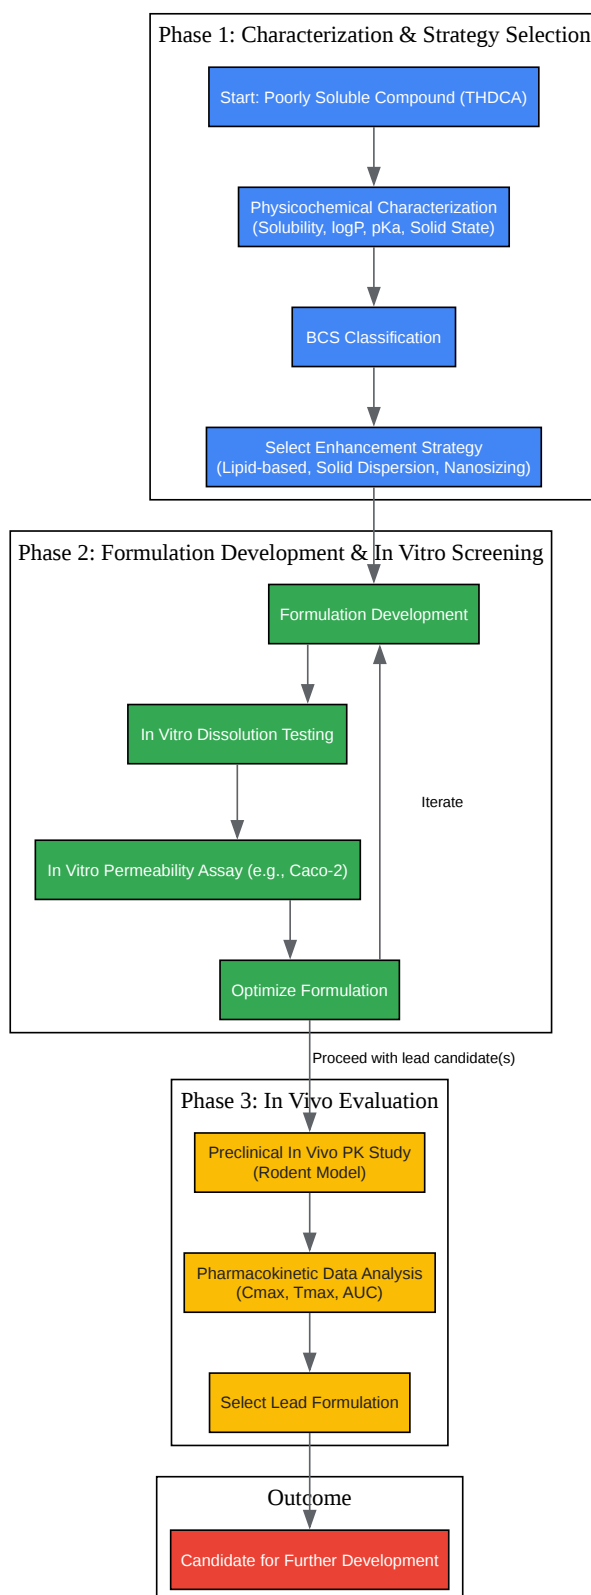 Phase 1: Characterization & Strategy Selection
Start: Poorly Soluble Compound (THDCA)
Physicochemical Characterization
(Solubility, logP, pKa, Solid State)
BCS Classification
Select Enhancement Strategy
(Lipid-based, Solid Dispersion, Nanosizing)
Phase 2: Formulation Development & In Vitro Screening
Formulation Development
In Vitro Dissolution Testing
Iterate
In Vitro Permeability Assay (e.g., Caco-2)
Optimize Formulation
Proceed with lead candidate(s)
Phase 3: In Vivo Evaluation
Preclinical In Vivo PK Study
(Rodent Model)
Pharmacokinetic Data Analysis
(Cmax, Tmax, AUC)
Select Lead Formulation
Outcome
Candidate for Further Development